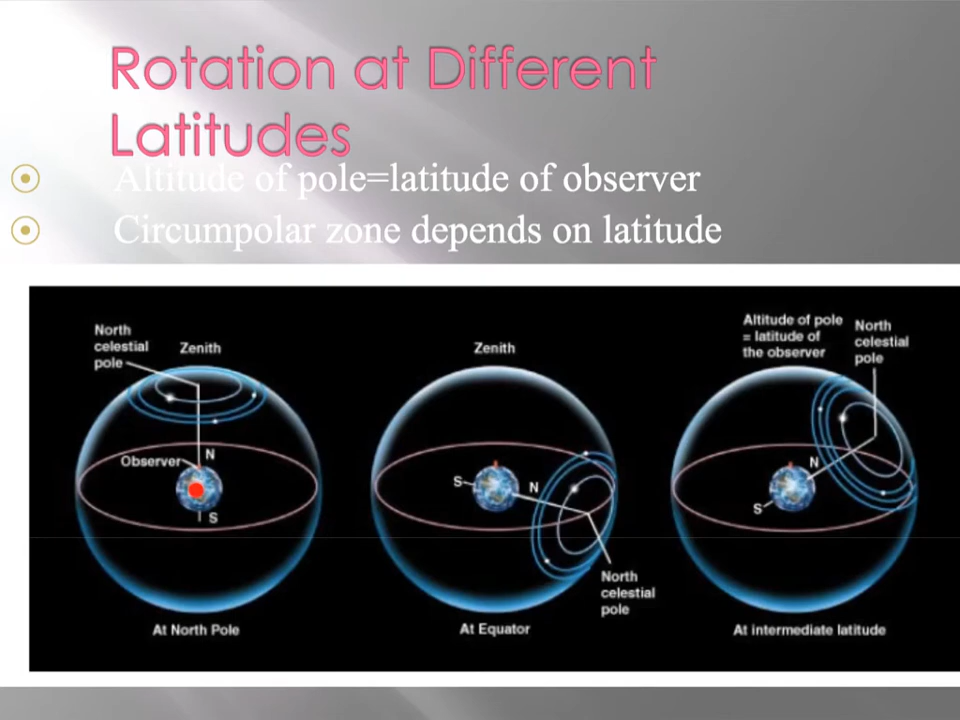 Rotation at Different
Latitudes
Altitude of pole=latitude of observer
Circumpolar zone depends on latitude
North
celestial
pole
Zenith
Observer
N
S
At North Pole
Zenith
S
N
North
celestial
pole
At Equator
Altitude of pole
= latitude of
the observer
North
celestial
pole
N
S
At intermediate latitude